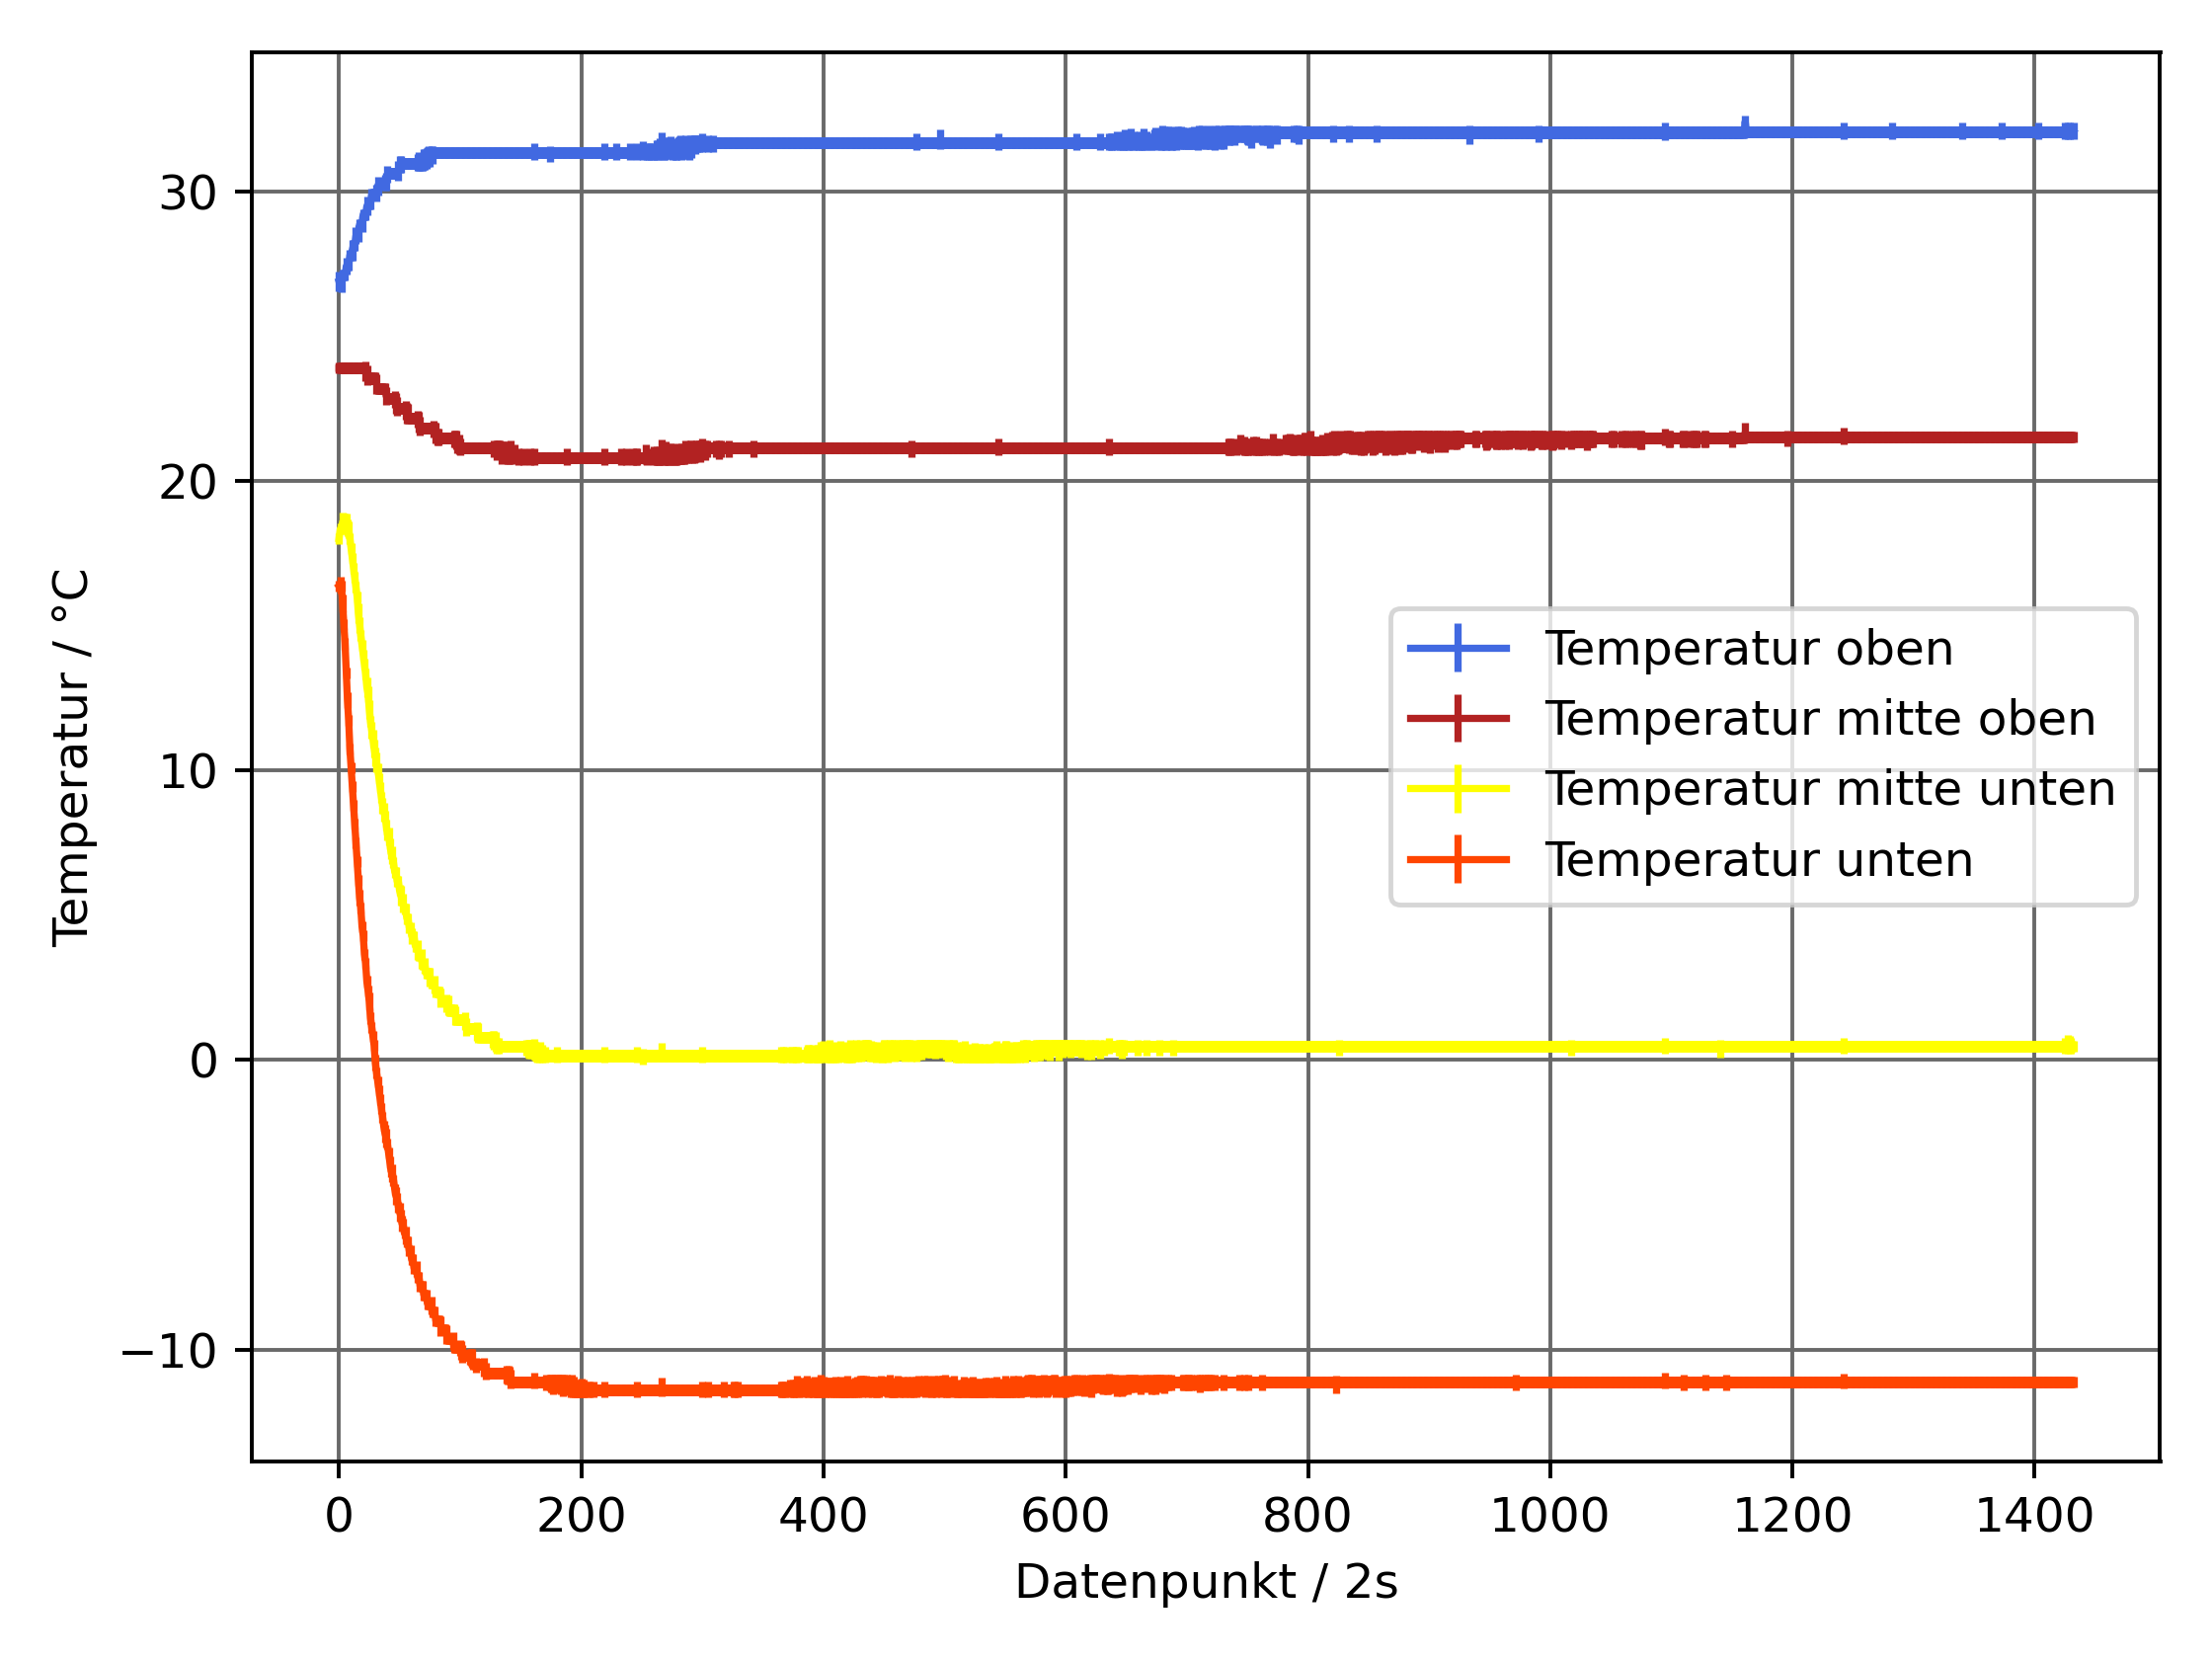 30
20
10
0
−10
Temperatur / °C
Temperatur oben
Temperatur mitte oben
Temperatur mitte unten
Temperatur unten
0 200 400 600 800 1000 1200 1400
Datenpunkt / 2s